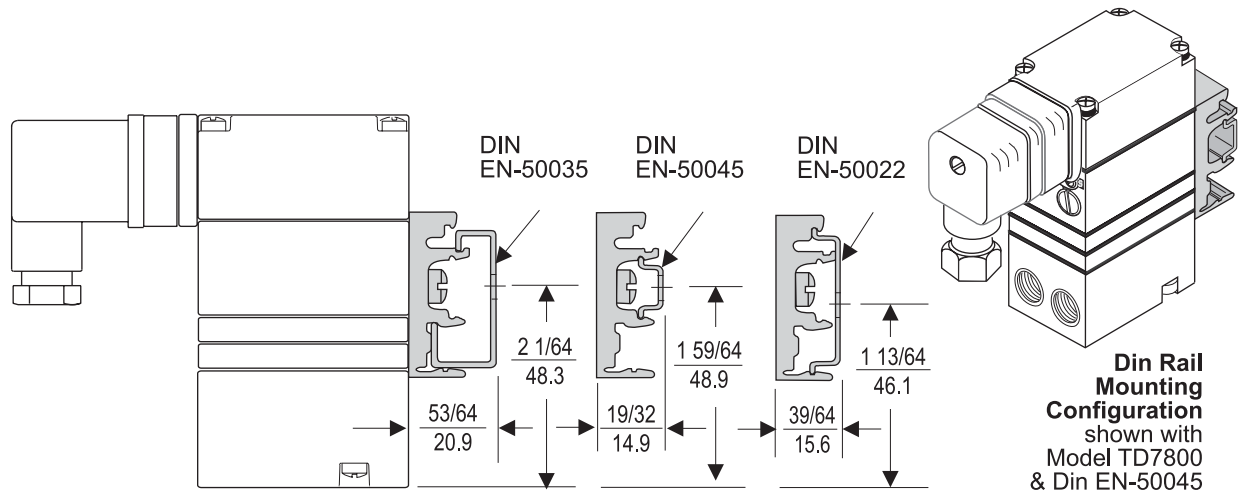 DIN
EN-50035
DIN
EN-50045
DIN
EN-50022
2 1/64
48.3
1 59/64
48.9
1 13/64
46.1
53/64
20.9
19/32
14.9
39/64
15.6
Din Rail
Mounting
Configuration
shown with
Model TD7800
& Din EN-50045